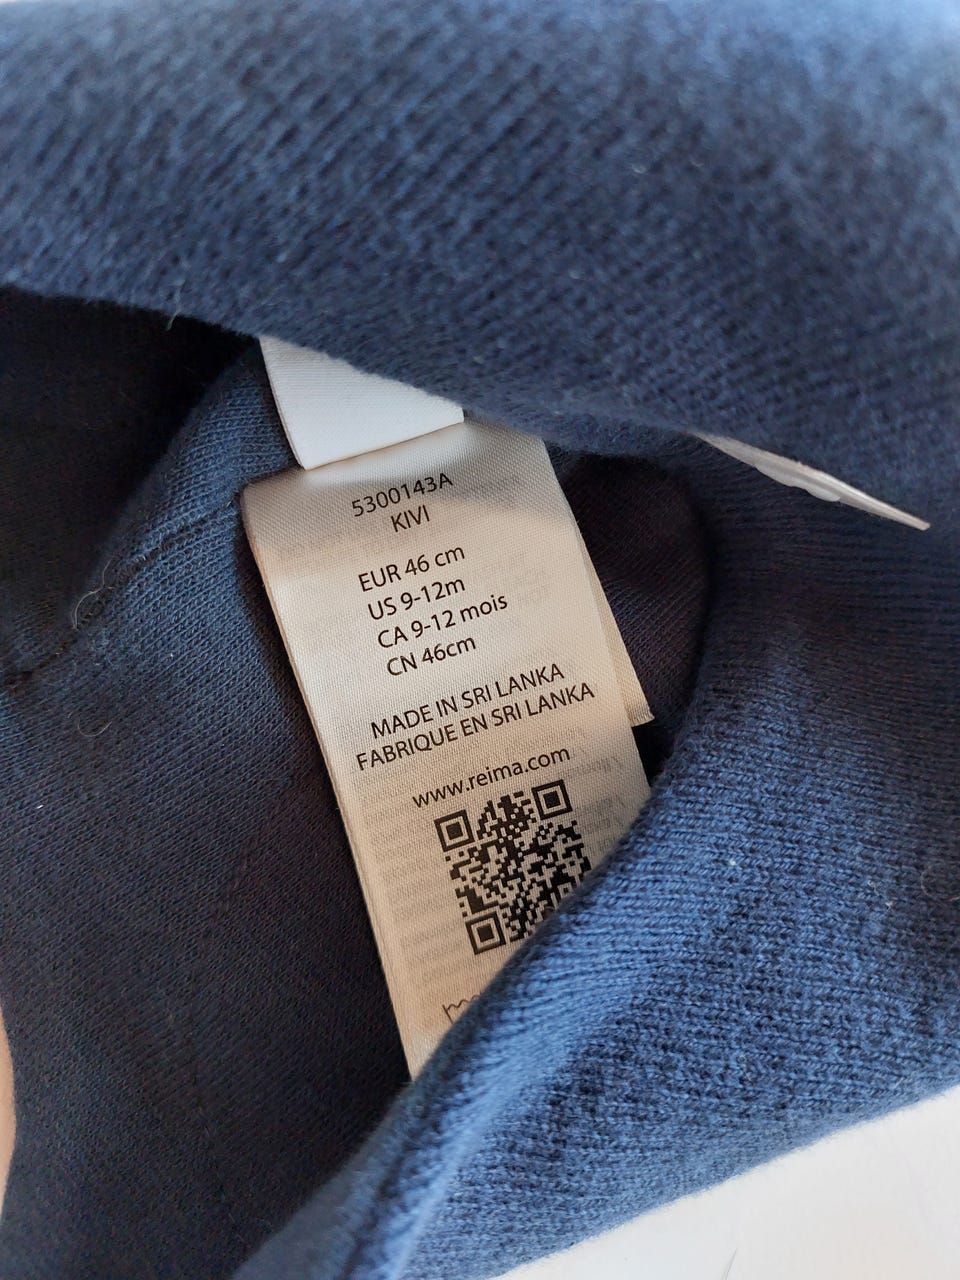 5300143A
KIVI
EUR 46 cm
US 9-12m
CA 9-12 mois
CN 46cm
MADE IN SRI LANKA
FABRIQUE EN SRI LANKA
www.reima.com